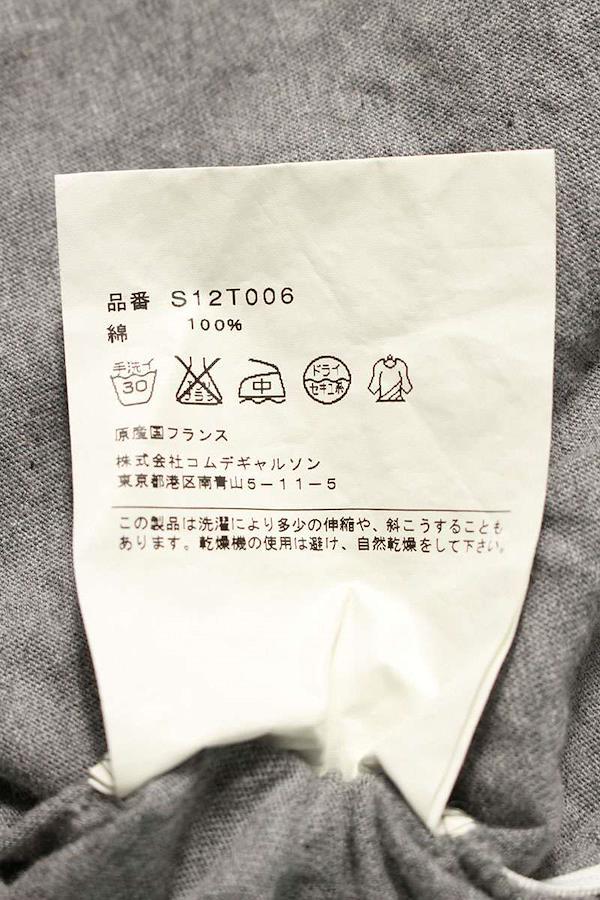 品番 S12T006
綿 100%
手洗イ 30 中 ドライ セキユ系
原産国フランス
株式会社コムデギャルソン
東京都港区南青山5-11-5
この製品は洗濯により多少の伸縮や、斜こうすることも
あります。乾燥機の使用は避け、自然乾燥をして下さい。